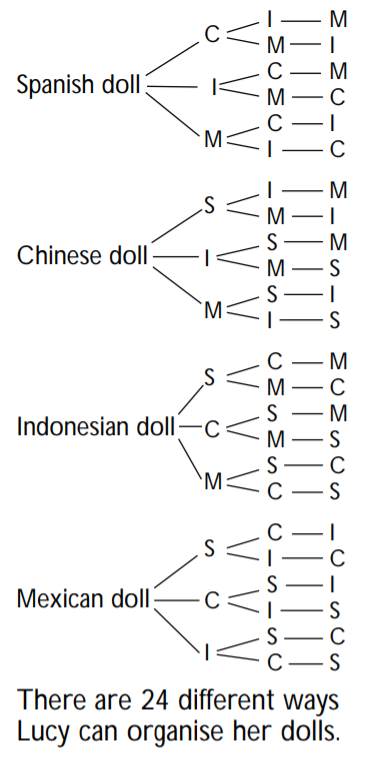 I M
C
M I
C M
Spanish doll I
M C
C I
M
I C
I M
S
M I
S M
Chinese doll I
M S
S I
M
I S
C M
S
M C
S M
Indonesian doll C
M S
S C
M
C S
C I
S
I C
S I
Mexican doll C
I S
S C
I
C S
There are 24 different ways
Lucy can organise her dolls.